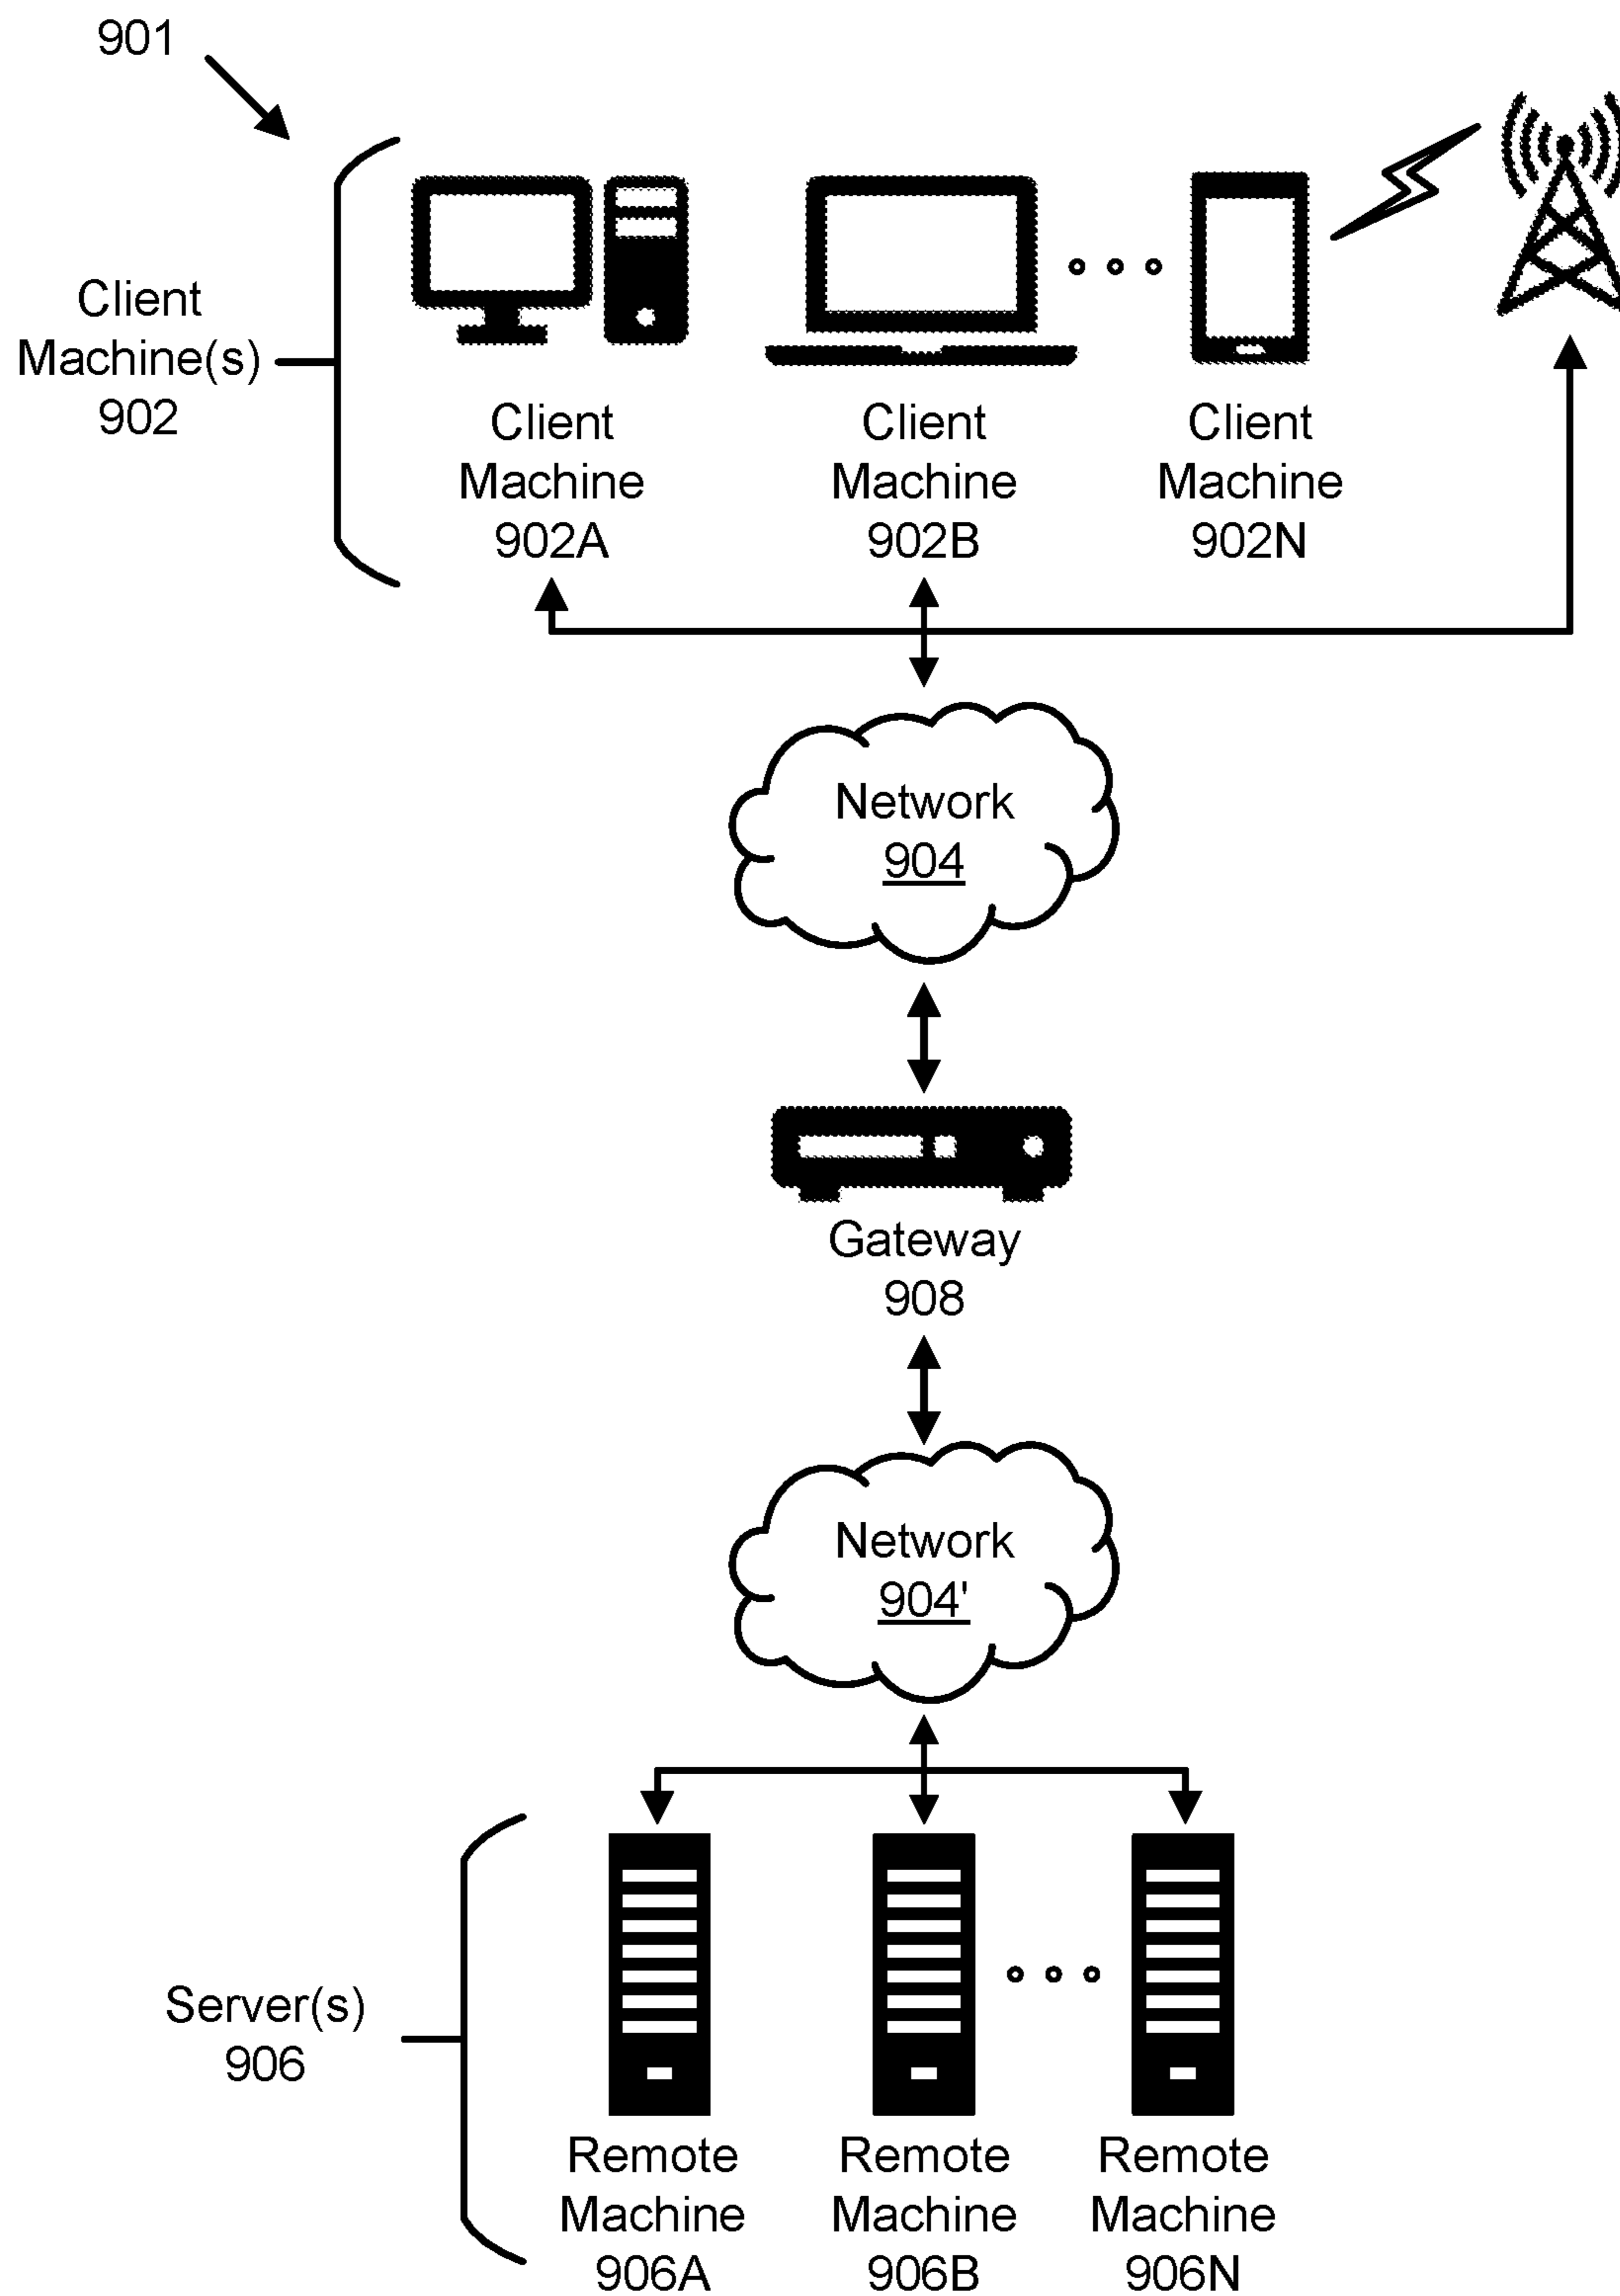 901
Client
Machine(s)
902
Client
Machine
902A
Client
Machine
902B
Client
Machine
902N
Network
904
Gateway
908
Network
904'
Server(s)
906
Remote
Machine
906A
Remote
Machine
906B
Remote
Machine
906N